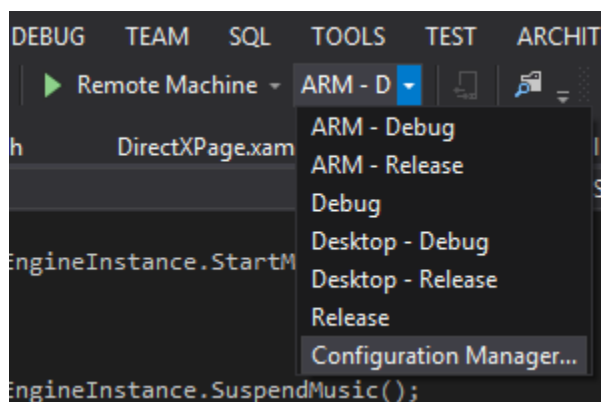 DEBUG TEAM SQL TOOLS TEST ARCHIT
Remote Machine ARM - D
h DirectXPage.xam
ARM - Debug
ARM - Release
Debug
Desktop - Debug
EngineInstance.StartM
Desktop - Release
Release
Configuration Manager...
EngineInstance.SuspendMusic();